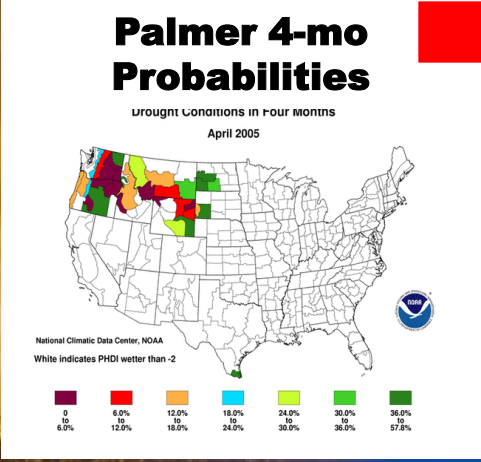 Palmer 4-mo
Probabilities
Drought Conditions in Four Months
April 2005
NOAA
National Climatic Data Center, NOAA
White indicates PHDI wetter than -2
0 6.0% 12.0% 18.0% 24.0% 30.0% 36.0%
to to to to to to to
6.0% 12.0% 18.0% 24.0% 30.0% 36.0% 57.8%